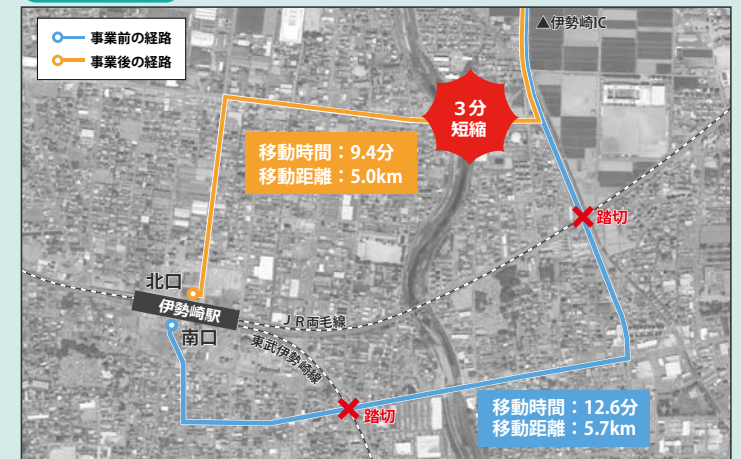 事業前の経路
事業後の経路
▲伊勢崎IC
3分
短縮
移動時間：9.4分
移動距離：5.0km
踏切
北口
伊勢崎駅
JR両毛線
南口
東武伊勢崎線
踏切
移動時間：12.6分
移動距離：5.7km